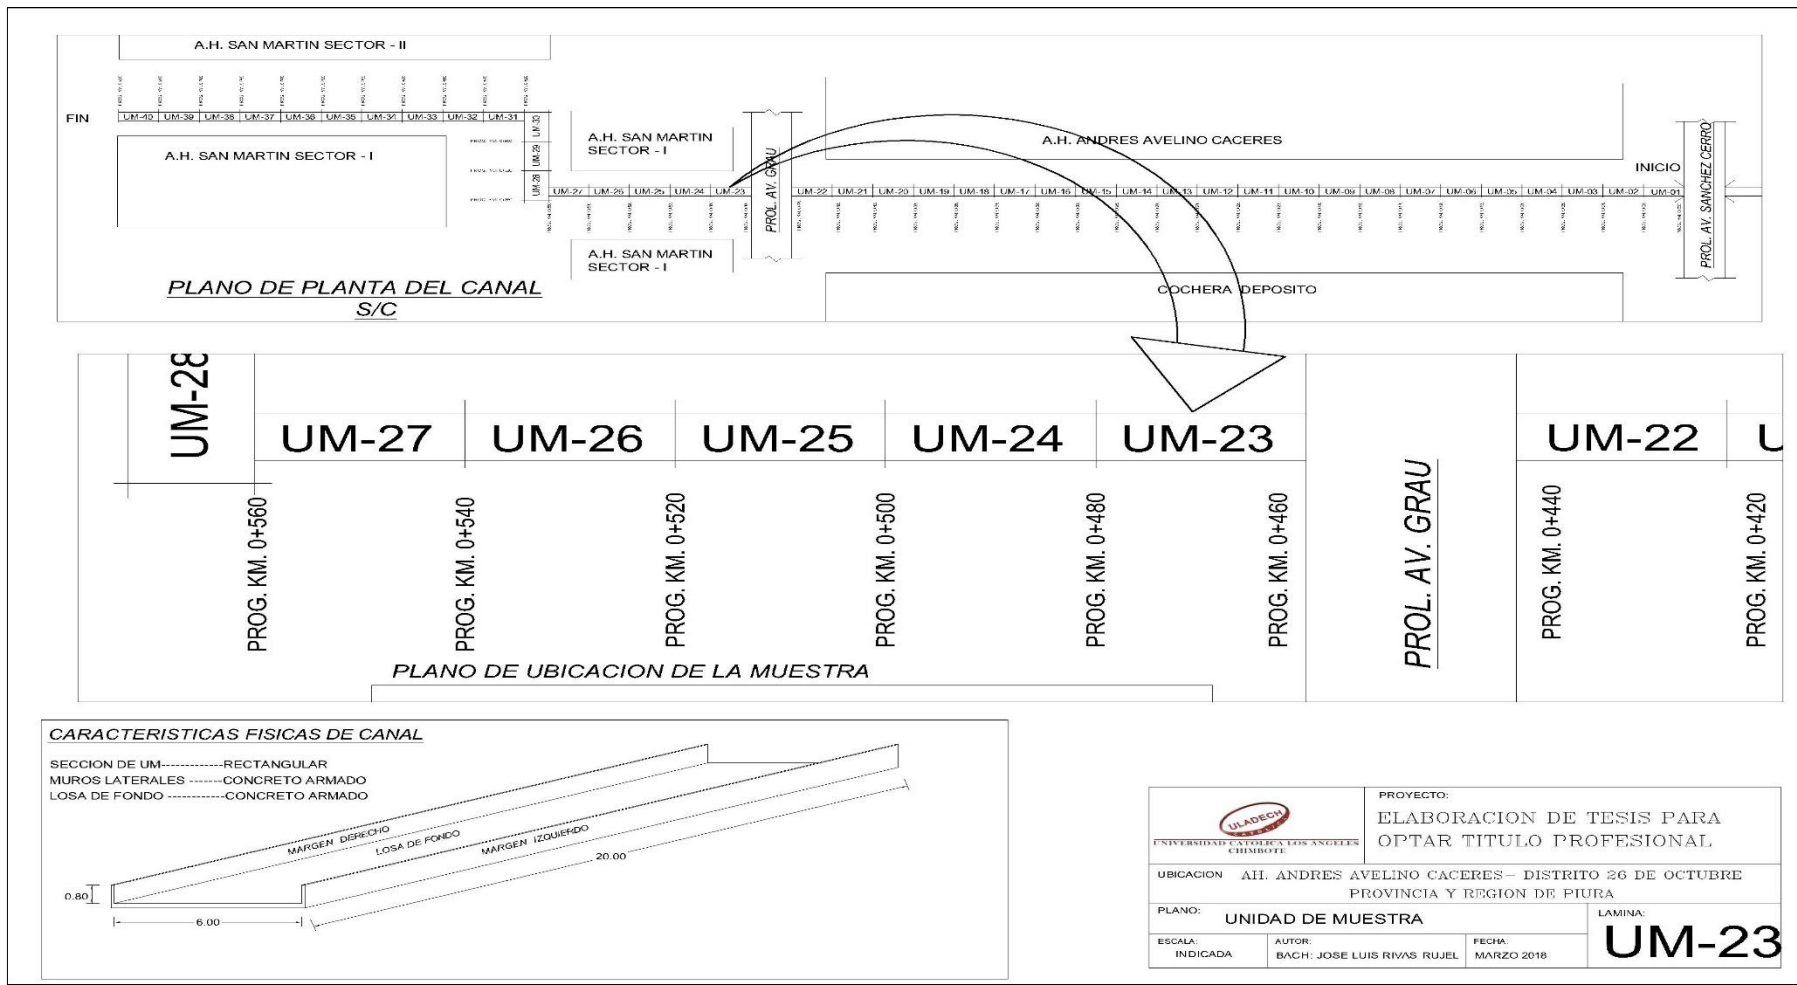 A.H. SAN MARTIN SECTOR - II
FIN
UM-40 UM-39 UM-38 UM-37 UM-36 UM-35 UM-34 UM-33 UM-32 UM-31
UM-30
UM-29
UM-28
A.H. SAN MARTIN SECTOR - I
A.H. SAN MARTIN
SECTOR - I
PROL. AV. GRAU
A.H. ANDRES AVELINO CACERES
INICIO
PROL. AV. SANCHEZ CERRO
UM-27 UM-26 UM-25 UM-24 UM-23
UM-22 UM-21 UM-20 UM-19 UM-18 UM-17 UM-16 UM-15 UM-14 UM-13 UM-12 UM-11 UM-10 UM-09 UM-08 UM-07 UM-06 UM-05 UM-04 UM-03 UM-02 UM-01
A.H. SAN MARTIN
SECTOR - I
COCHERA DEPOSITO
PLANO DE PLANTA DEL CANAL
S/C
UM-28
UM-27 UM-26 UM-25 UM-24 UM-23
UM-22
U
PROG. KM. 0+560
PROG. KM. 0+540
PROG. KM. 0+520
PROG. KM. 0+500
PROG. KM. 0+480
PROG. KM. 0+460
PROL. AV. GRAU
PROG. KM. 0+440
PROG. KM. 0+420
PLANO DE UBICACION DE LA MUESTRA
CARACTERISTICAS FISICAS DE CANAL
SECCION DE UM-----------RECTANGULAR
MUROS LATERALES ------CONCRETO ARMADO
LOSA DE FONDO -----------CONCRETO ARMADO
MARGEN DERECHO
LOSA DE FONDO
MARGEN IZQUIERDO
20.00
0.80
6.00
ULADECH
CATOLICA
UNIVERSIDAD CATOLICA LOS ANGELES
CHIMBOTE
PROYECTO:
ELABORACION DE TESIS PARA
OPTAR TITULO PROFESIONAL
UBICACION AH. ANDRES AVELINO CACERES- DISTRITO 26 DE OCTUBRE
PROVINCIA Y REGION DE PIURA
PLANO:
UNIDAD DE MUESTRA
LAMINA:
UM-23
ESCALA:
INDICADA
AUTOR:
BACH: JOSE LUIS RIVAS RUJEL
FECHA:
MARZO 2018